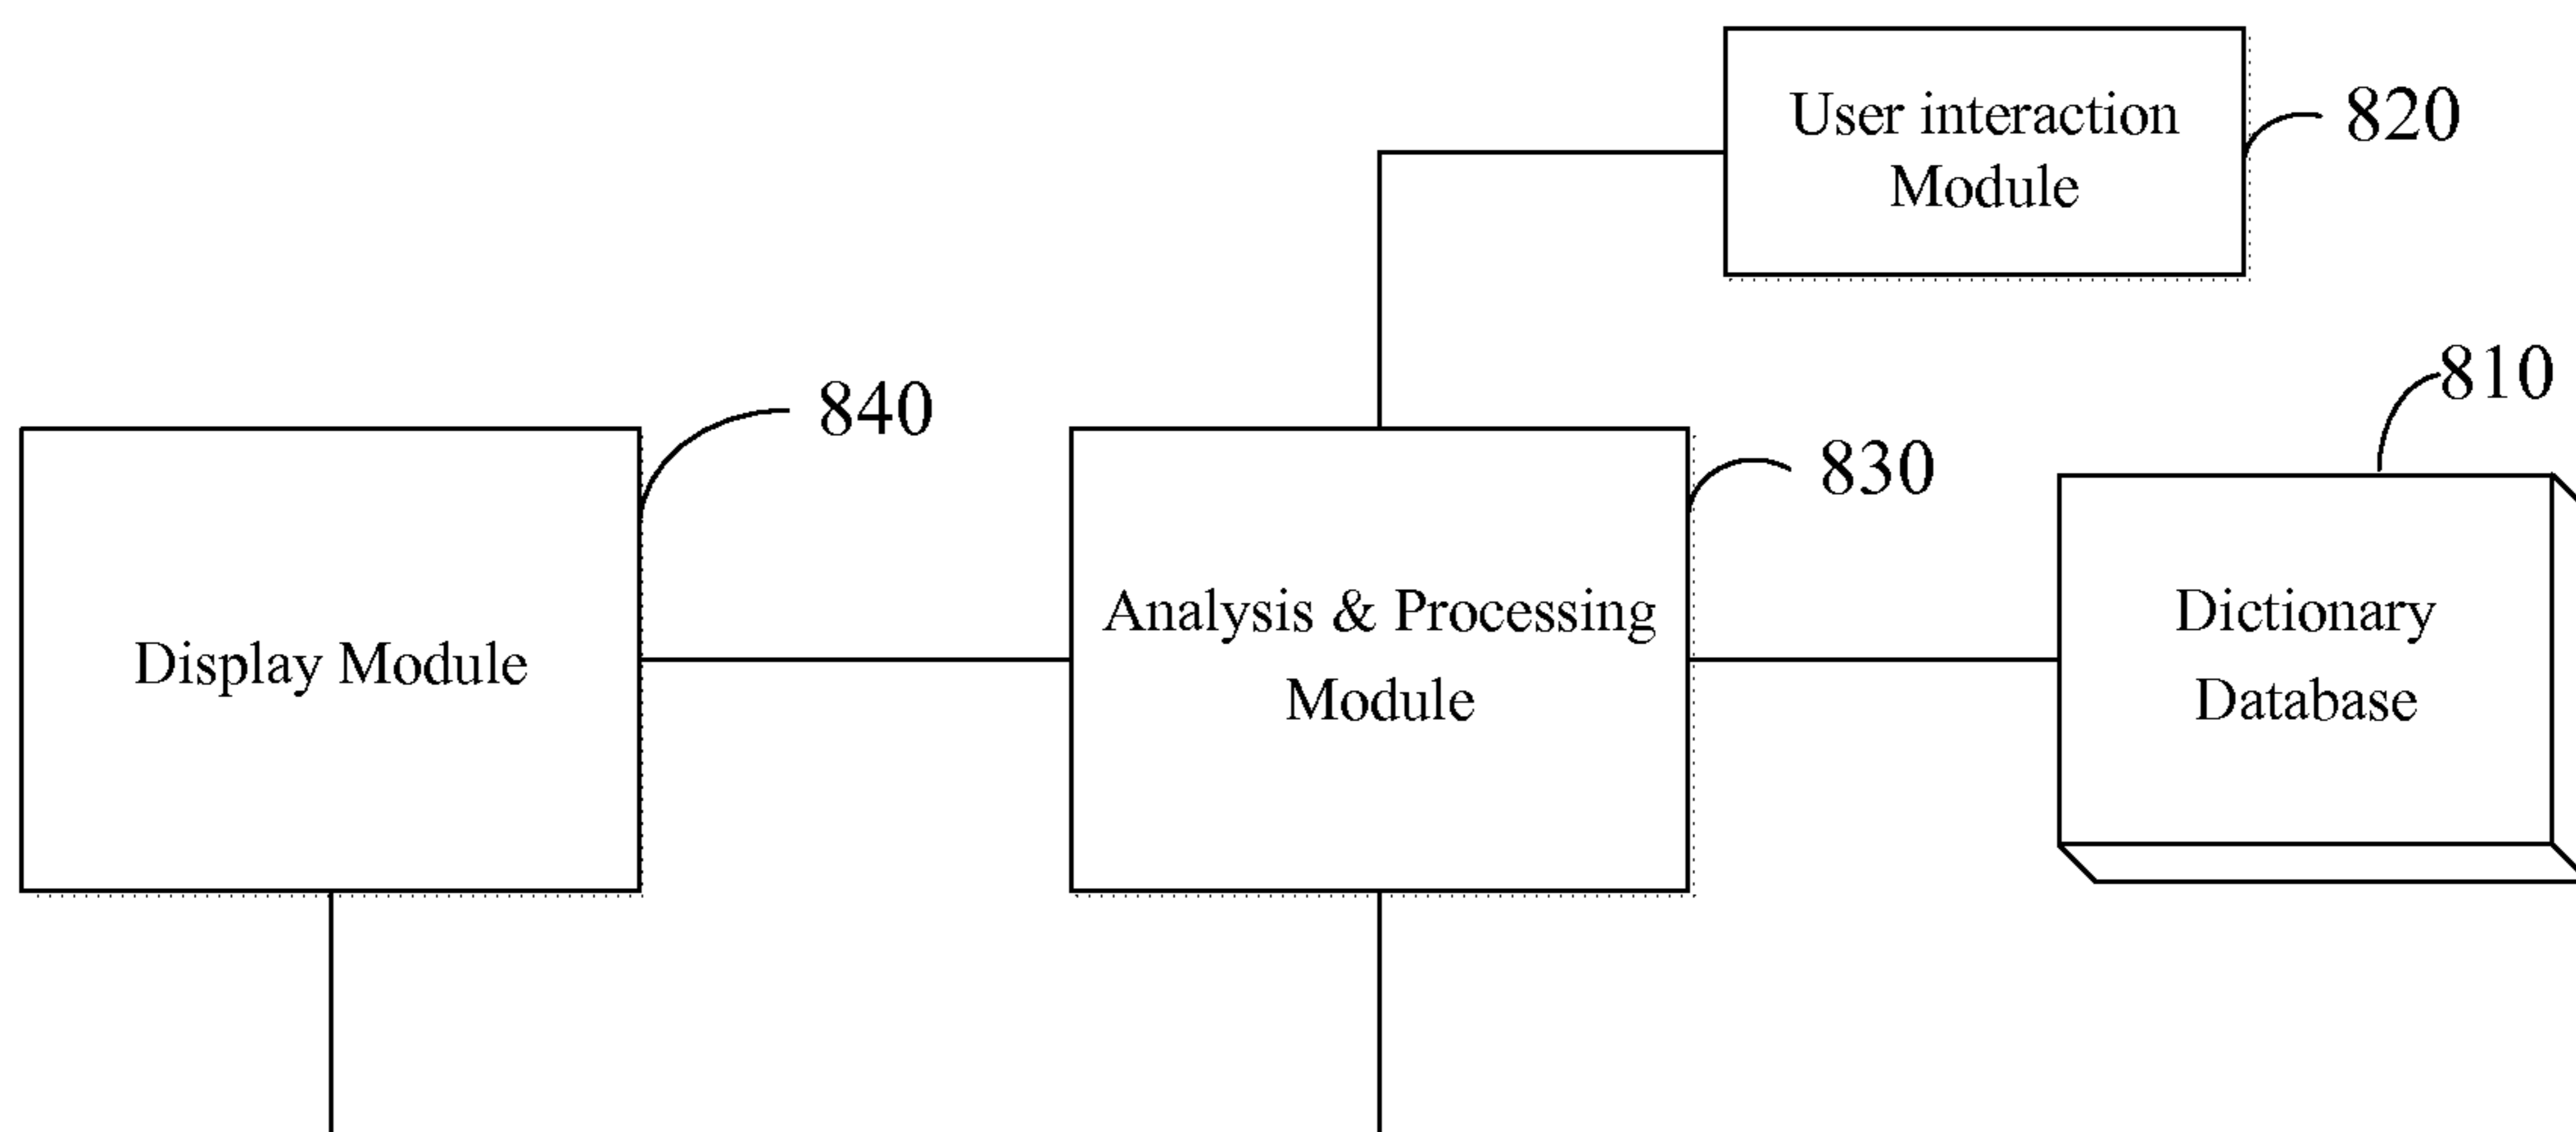 User interaction
Module
820
810
840
830
Display Module
Analysis & Processing
Module
Dictionary
Database